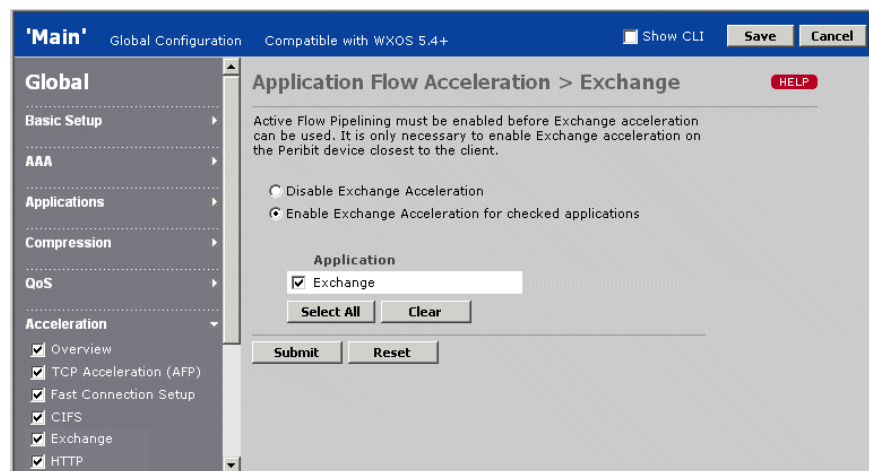 'Main' Global Configuration Compatible with WXOS 5.4+ Show CLI Save Cancel
Global
Basic Setup
AAA
Applications
Compression
QoS
Acceleration
Overview
TCP Acceleration (AFP)
Fast Connection Setup
CIFS
Exchange
HTTP
Application Flow Acceleration > Exchange HELP
Active Flow Pipelining must be enabled before Exchange acceleration
can be used. It is only necessary to enable Exchange acceleration on
the Peribit device closest to the client.
Disable Exchange Acceleration
Enable Exchange Acceleration for checked applications
Application
Exchange
Select All Clear
Submit Reset